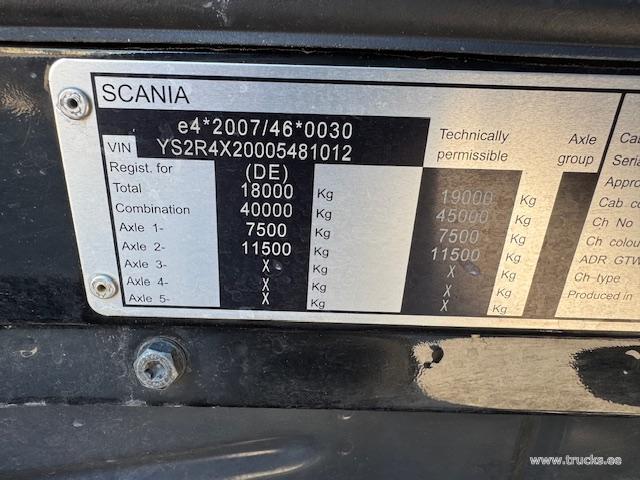 SCANIA
e4*2007/46*0030
VIN YS2R4X20005481012
Technically permissible
Axle group
Regist. for (DE)
Total 18000 Kg 19000 Kg
Combination 40000 Kg 45000 Kg
Axle 1- 7500 Kg 7500 Kg
Axle 2- 11500 Kg 11500 Kg
Axle 3- X Kg X Kg
Axle 4- X Kg X Kg
Axle 5- X Kg X Kg
Cab
Seria
Appro
Cab. co
Ch No
Ch colou
ADR GTW
Ch type
Produced in
www.trucks.ee